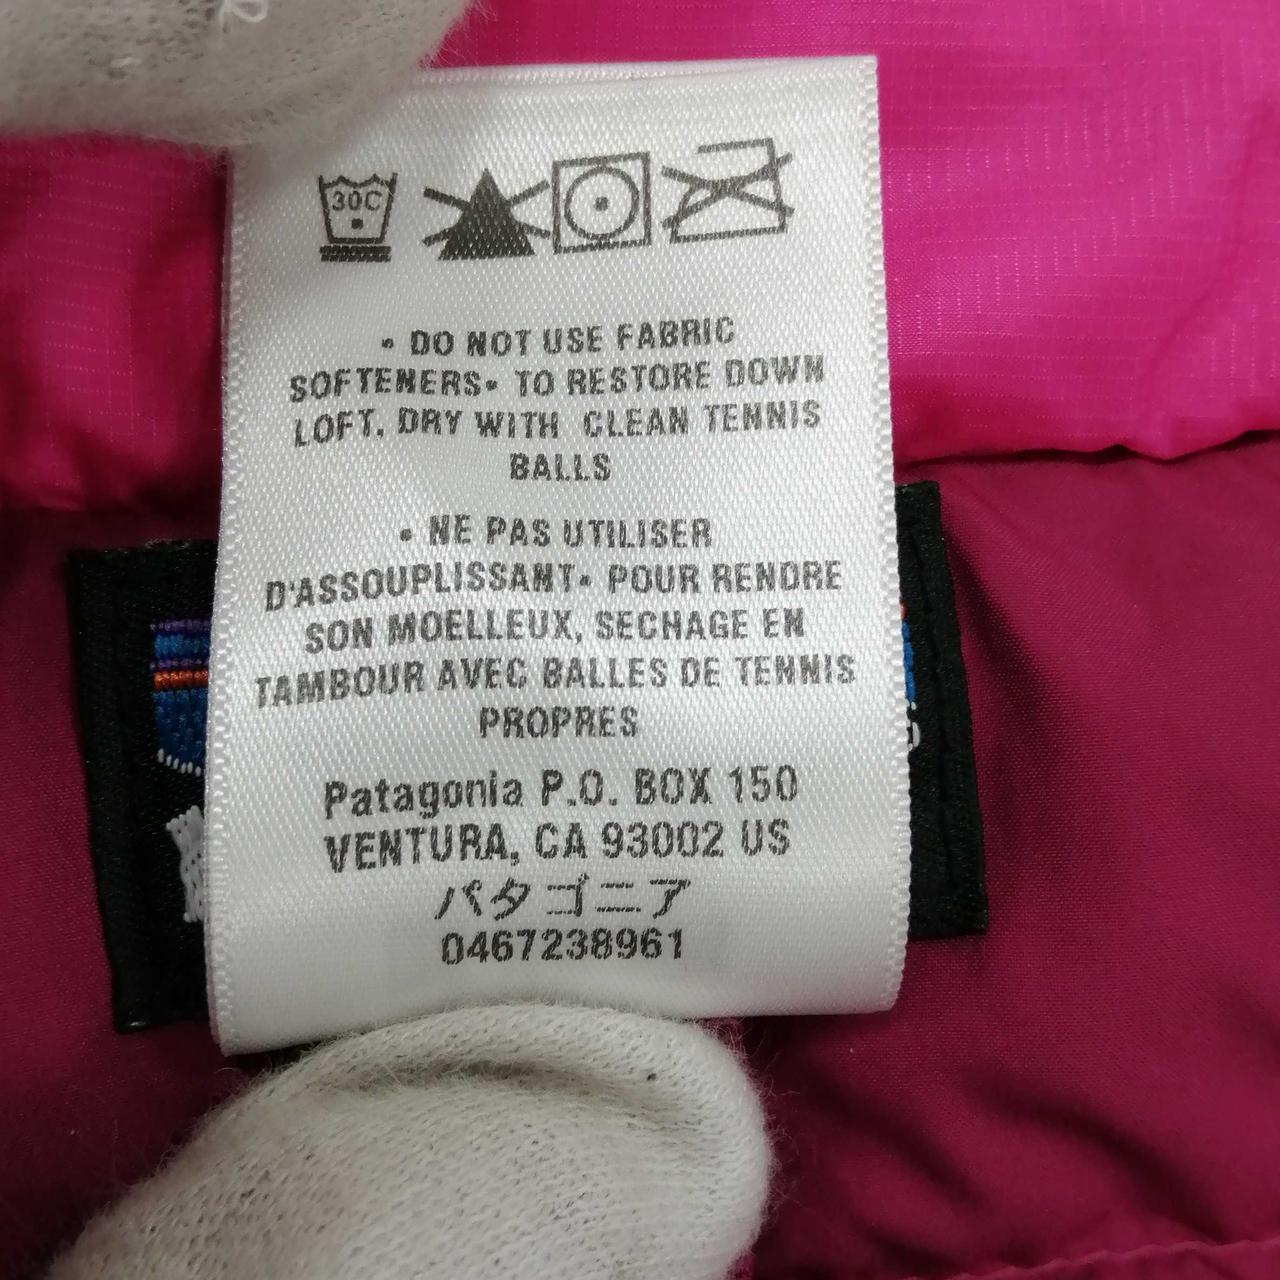 30C
• DO NOT USE FABRIC
SOFTENERS• TO RESTORE DOWN
LOFT, DRY WITH CLEAN TENNIS
BALLS
• NE PAS UTILISER
D'ASSOUPLISSANT• POUR RENDRE
SON MOELLEUX, SECHAGE EN
TAMBOUR AVEC BALLES DE TENNIS
PROPRES
Patagonia P.O. BOX 150
VENTURA, CA 93002 US
パタゴニア
0467238961